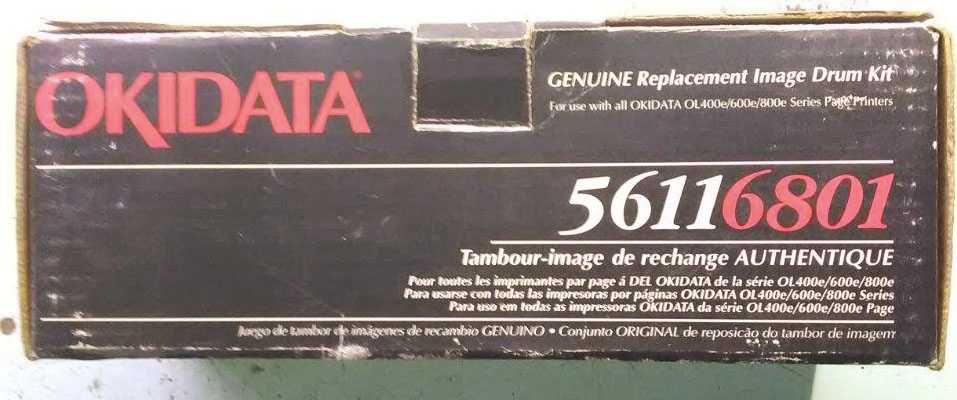 OKIDATA®
GENUINE Replacement Image Drum Kit
For use with all OKIDATA OL400e/600e/800e Series Page Printers
56116801
Tambour-image de rechange AUTHENTIQUE
Pour toutes les imprimantes par page á DEL OKIDATA de la série OL400e/600e/800e
Para usarse con todas las impresoras por páginas OKIDATA OL400e/600e/800e Series
Para uso em todas as impressoras OKIDATA da série OL400e/600e/800e Page
Juego de tambor de imágenes de recambio GENUINO • Conjunto ORIGINAL de reposicão do tambor de imagem